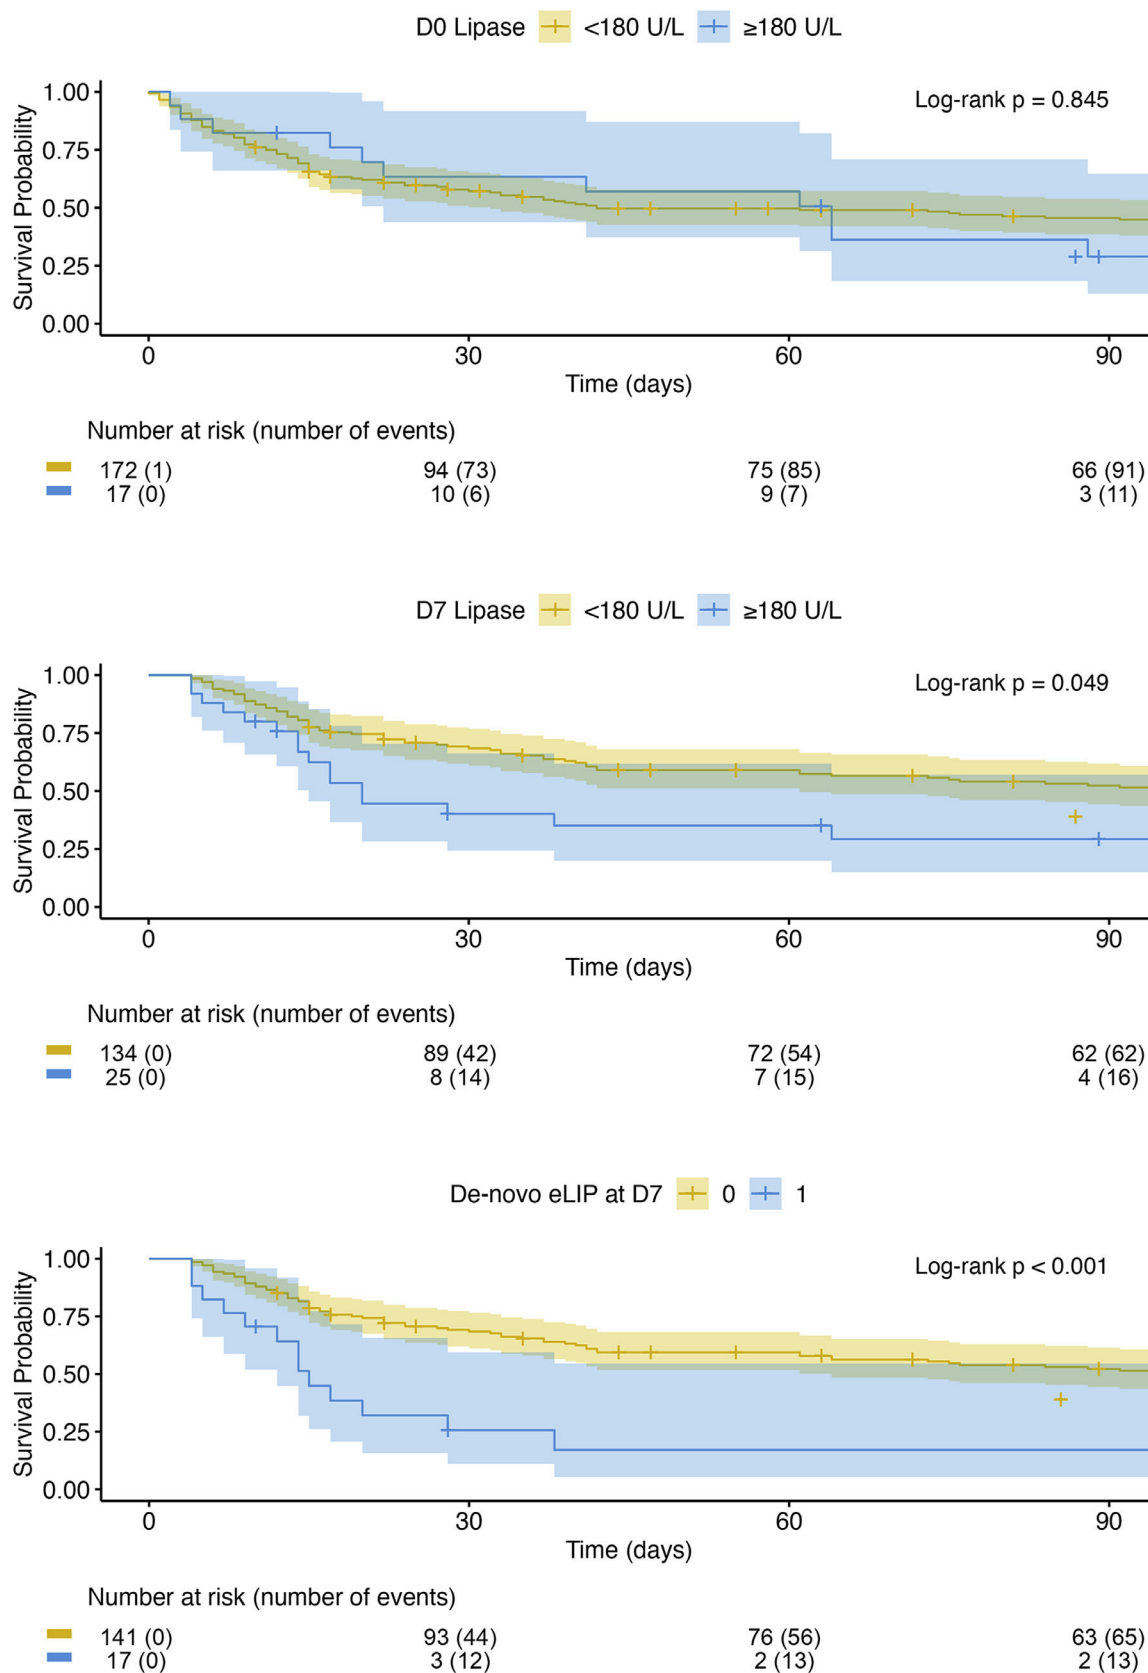 D0 Lipase <180 U/L ≥180 U/L
Log-rank p = 0.845
Survival Probability
1.00
0.75
0.50
0.25
0.00
0 30 60 90
Time (days)
Number at risk (number of events)
172 (1) 94 (73) 75 (85) 66 (91)
17 (0) 10 (6) 9 (7) 3 (11)
D7 Lipase <180 U/L ≥180 U/L
Log-rank p = 0.049
Survival Probability
1.00
0.75
0.50
0.25
0.00
0 30 60 90
Time (days)
Number at risk (number of events)
134 (0) 89 (42) 72 (54) 62 (62)
25 (0) 8 (14) 7 (15) 4 (16)
De-novo eLIP at D7 0 1
Log-rank p < 0.001
Survival Probability
1.00
0.75
0.50
0.25
0.00
0 30 60 90
Time (days)
Number at risk (number of events)
141 (0) 93 (44) 76 (56) 63 (65)
17 (0) 3 (12) 2 (13) 2 (13)